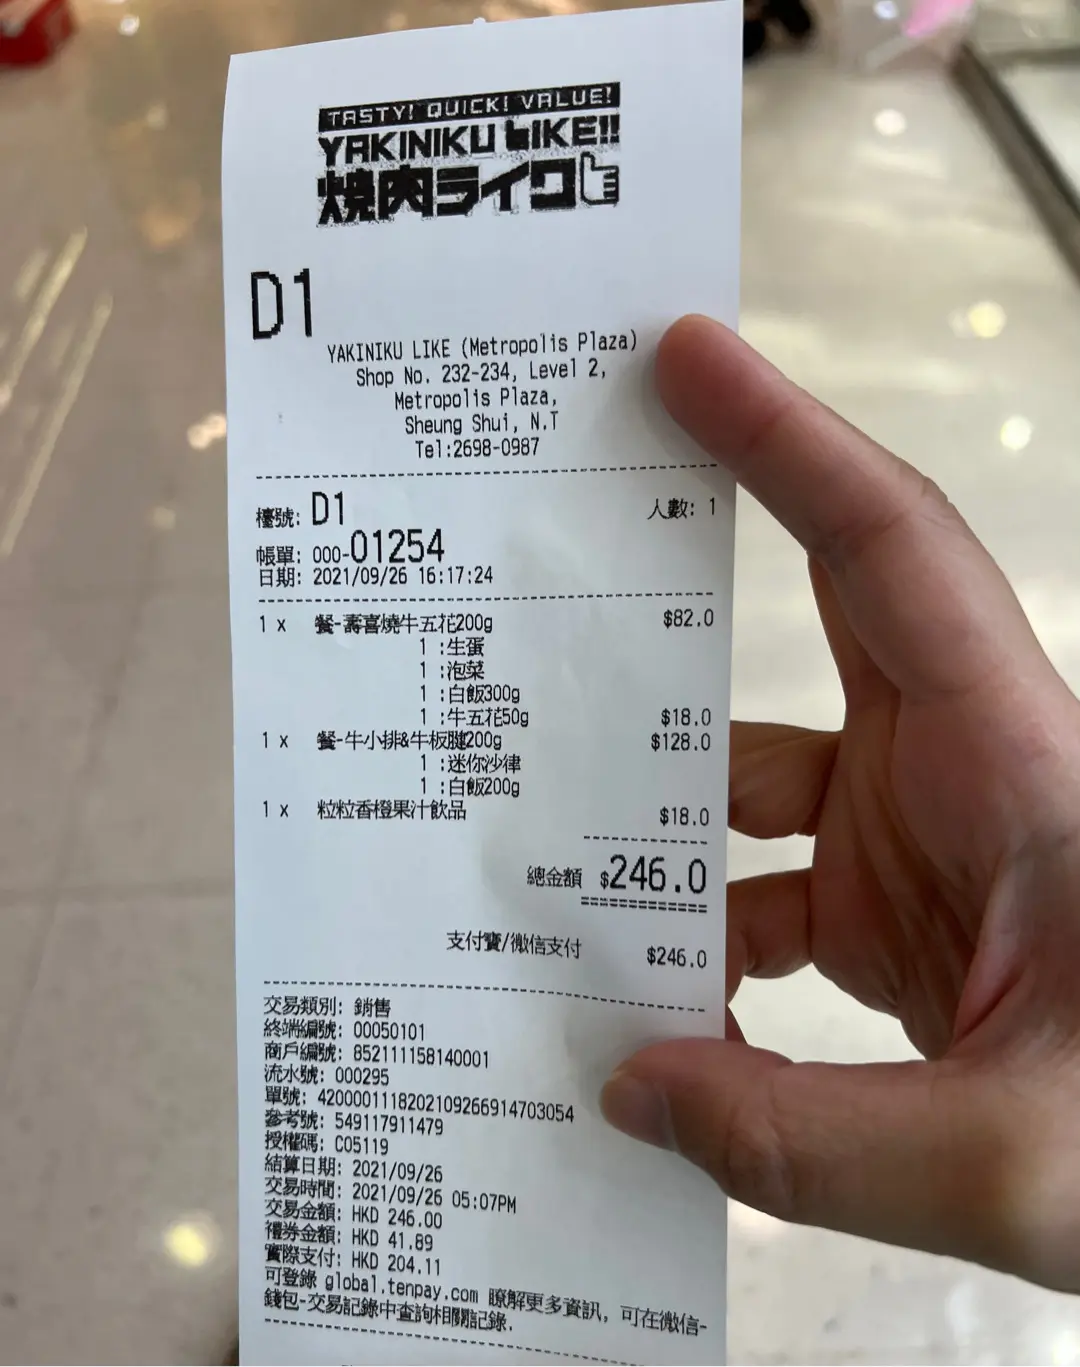 TASTY! QUICK! VALUE!
YAKINIKU LIKE!!
焼肉ライク
D1
YAKINIKU LIKE (Metropolis Plaza)
Shop No. 232-234, Level 2,
Metropolis Plaza,
Sheung Shui, N.T
Tel:2698-0987
檯號: D1 人數: 1
帳單: 000-01254
日期: 2021/09/26 16:17:24
1 x 餐-壽喜燒牛五花200g $82.0
1 :生蛋
1 :泡菜
1 :白飯300g
1 :牛五花50g $18.0
1 x 餐-牛小排&牛板腱200g $128.0
1 :迷你沙律
1 :白飯200g
1 x 粒粒香橙果汁飲品 $18.0
總金額 $246.0
支付寶/微信支付 $246.0
交易類別: 銷售
終端編號: 00050101
商戶編號: 852111158140001
流水號: 000295
單號: 4200001118202109266914703054
參考號: 549117911479
授權碼: C05119
結算日期: 2021/09/26
交易時間: 2021/09/26 05:07PM
交易金額: HKD 246.00
禮券金額: HKD 41.89
實際支付: HKD 204.11
可登錄 global.tenpay.com 瞭解更多資訊, 可在微信-
錢包-交易記錄中查詢相關記錄.